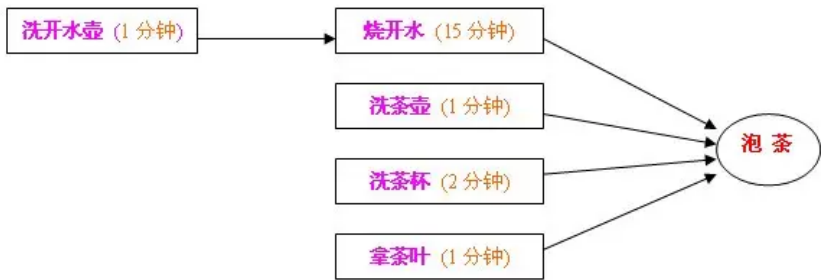 洗开水壶 (1分钟)
烧开水 (15分钟)
洗茶壶 (1分钟)
洗茶杯 (2分钟)
拿茶叶 (1分钟)
泡 茶